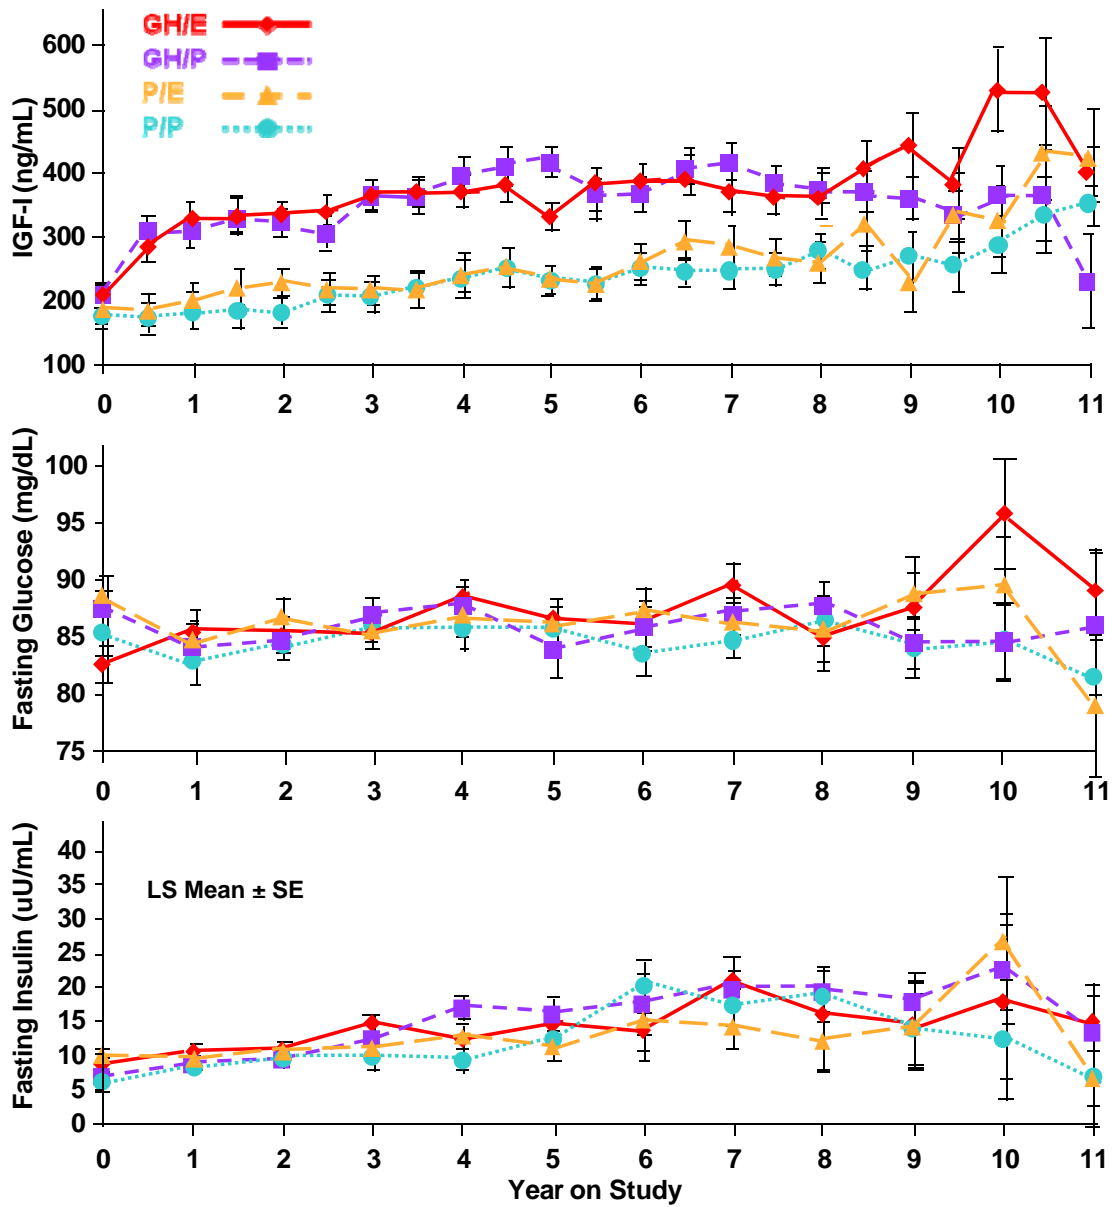 GH/E
GH/P
P/E
P/P
IGF-I (ng/mL)
600
500
400
300
200
100
0 1 2 3 4 5 6 7 8 9 10 11
Fasting Glucose (mg/dL)
100
95
90
85
80
75
0 1 2 3 4 5 6 7 8 9 10 11
Fasting Insulin (uU/mL)
40
35
30
25
20
15
10
5
0
LS Mean ± SE
0 1 2 3 4 5 6 7 8 9 10 11
Year on Study